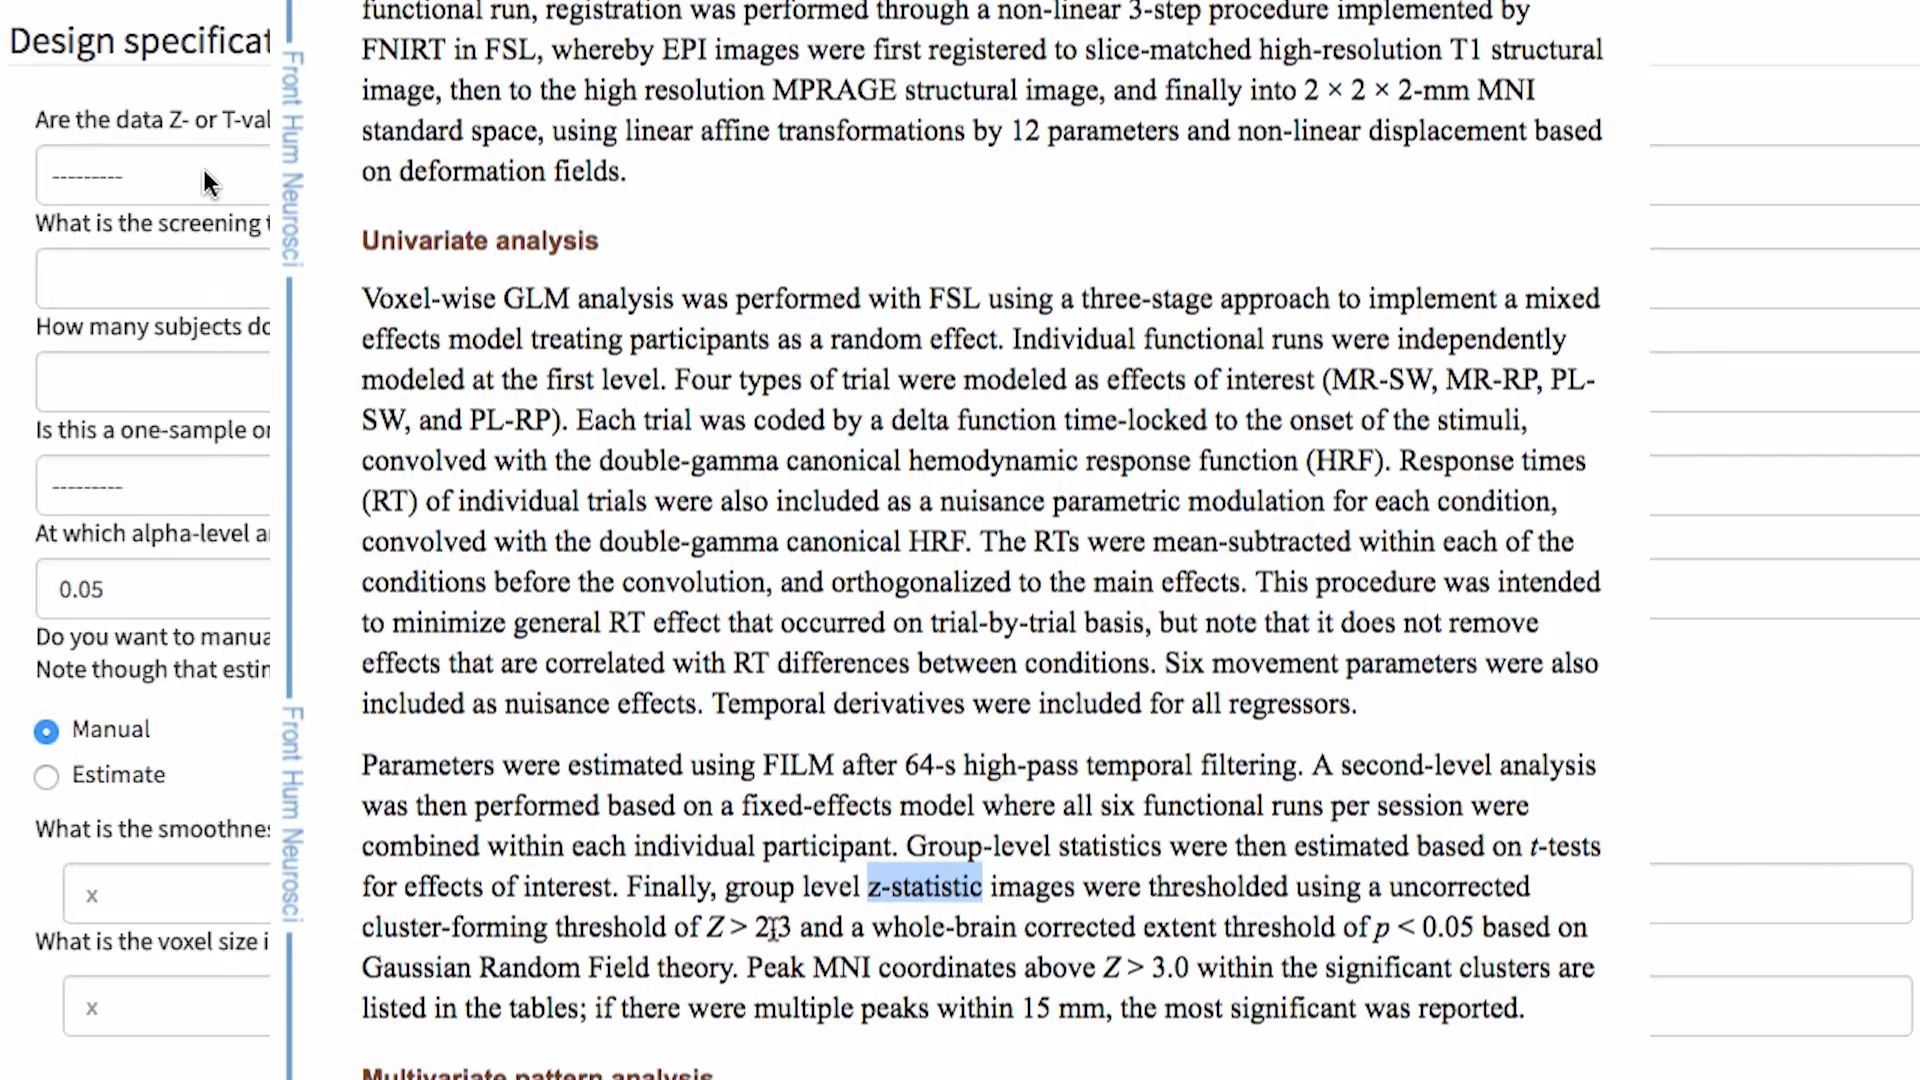 Design specificat
Are the data Z- or T-val
---------
What is the screening t
How many subjects do
Is this a one-sample or
---------
At which alpha-level a
0.05
Do you want to manua
Note though that estin
Manual
Estimate
What is the smoothnes
x
What is the voxel size i
x
Front Hum Neurosci
Front Hum Neurosci
functional run, registration was performed through a non-linear 3-step procedure implemented by
FNIRT in FSL, whereby EPI images were first registered to slice-matched high-resolution T1 structural
image, then to the high resolution MPRAGE structural image, and finally into 2 × 2 × 2-mm MNI
standard space, using linear affine transformations by 12 parameters and non-linear displacement based
on deformation fields.
Univariate analysis
Voxel-wise GLM analysis was performed with FSL using a three-stage approach to implement a mixed
effects model treating participants as a random effect. Individual functional runs were independently
modeled at the first level. Four types of trial were modeled as effects of interest (MR-SW, MR-RP, PL-
SW, and PL-RP). Each trial was coded by a delta function time-locked to the onset of the stimuli,
convolved with the double-gamma canonical hemodynamic response function (HRF). Response times
(RT) of individual trials were also included as a nuisance parametric modulation for each condition,
convolved with the double-gamma canonical HRF. The RTs were mean-subtracted within each of the
conditions before the convolution, and orthogonalized to the main effects. This procedure was intended
to minimize general RT effect that occurred on trial-by-trial basis, but note that it does not remove
effects that are correlated with RT differences between conditions. Six movement parameters were also
included as nuisance effects. Temporal derivatives were included for all regressors.
Parameters were estimated using FILM after 64-s high-pass temporal filtering. A second-level analysis
was then performed based on a fixed-effects model where all six functional runs per session were
combined within each individual participant. Group-level statistics were then estimated based on t-tests
for effects of interest. Finally, group level z-statistic images were thresholded using a uncorrected
cluster-forming threshold of Z > 2.3 and a whole-brain corrected extent threshold of p < 0.05 based on
Gaussian Random Field theory. Peak MNI coordinates above Z > 3.0 within the significant clusters are
listed in the tables; if there were multiple peaks within 15 mm, the most significant was reported.
Multivariate pattern analysis